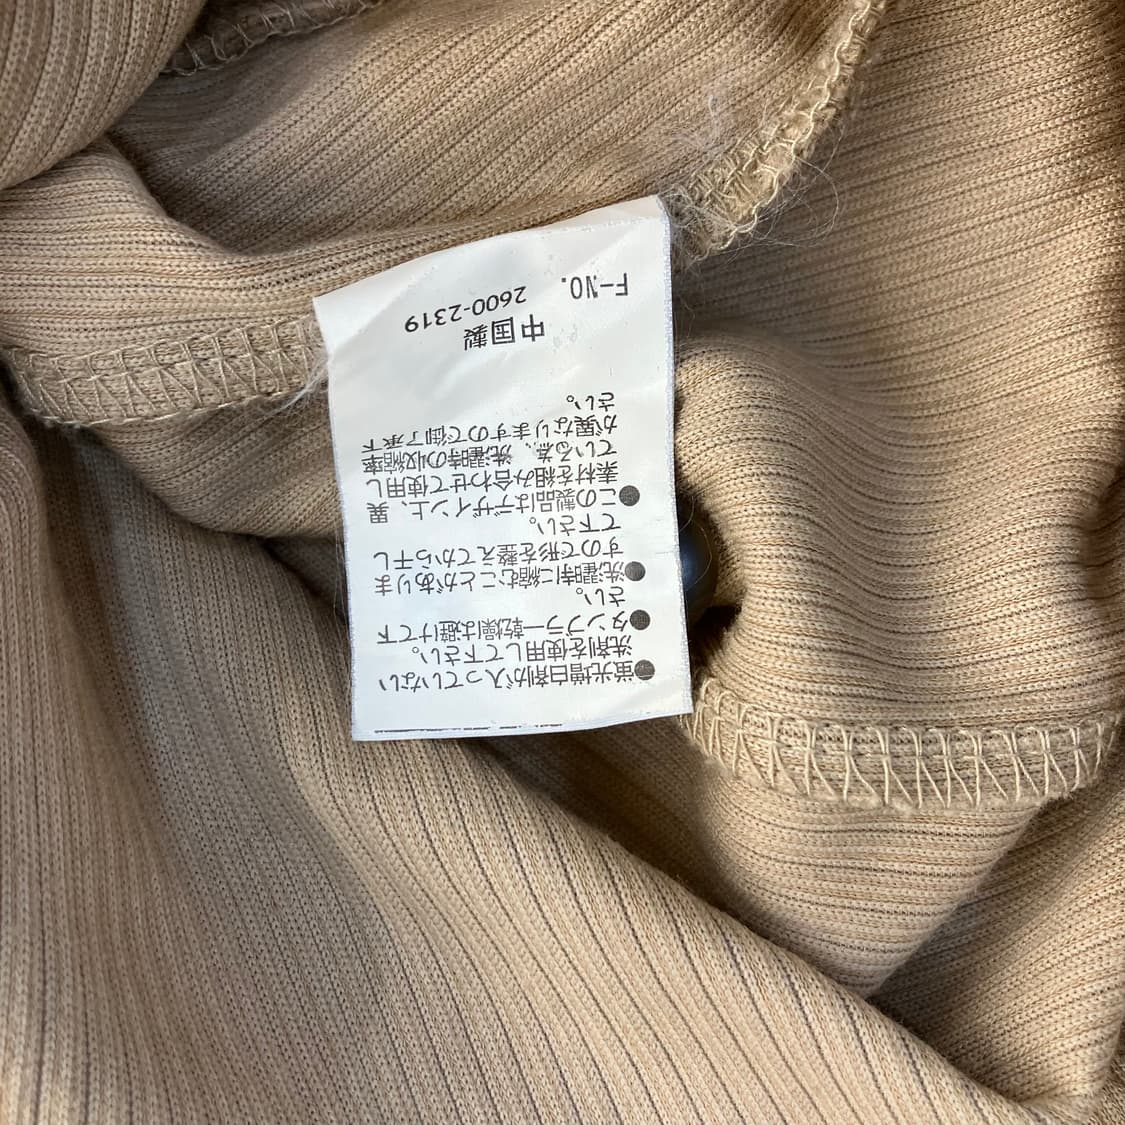 ●蛍光増白剤が入っていない
洗剤を使用して下さい。
●タンブラー乾燥は避けて下
さい。
●洗濯時に縮むことがありま
すので形を整えてから干し
て下さい。
●この製品はデザイン上、異
素材を組み合わせて使用し
ている為、洗濯時の収縮率
が異なりますので御了承下
さい。
中国製
2600-2319
F-NO.